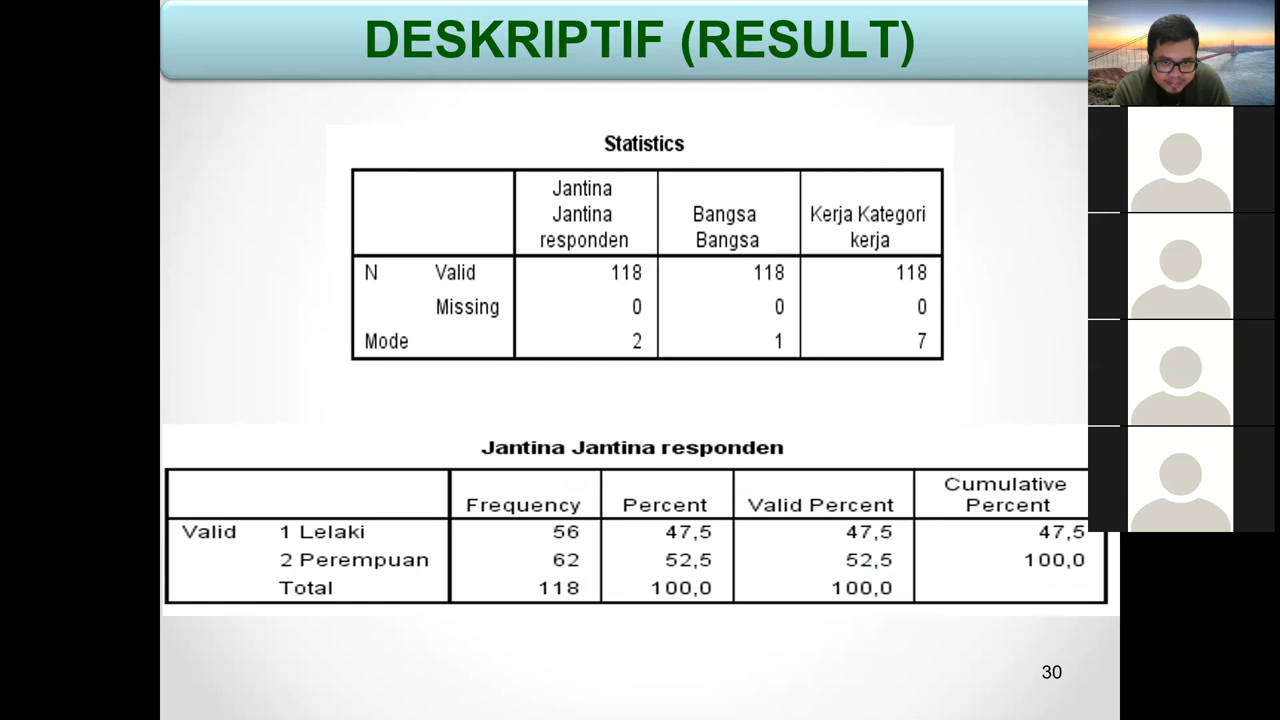 DESKRIPTIF (RESULT)
Statistics
Jantina
Jantina
responden
Bangsa
Bangsa
Kerja Kategori
kerja
N Valid 118 118 118
Missing 0 0 0
Mode 2 1 7
Jantina Jantina responden
Frequency Percent Valid Percent Cumulative
Percent
Valid 1 Lelaki 56 47,5 47,5 47,5
2 Perempuan 62 52,5 52,5 100,0
Total 118 100,0 100,0
30